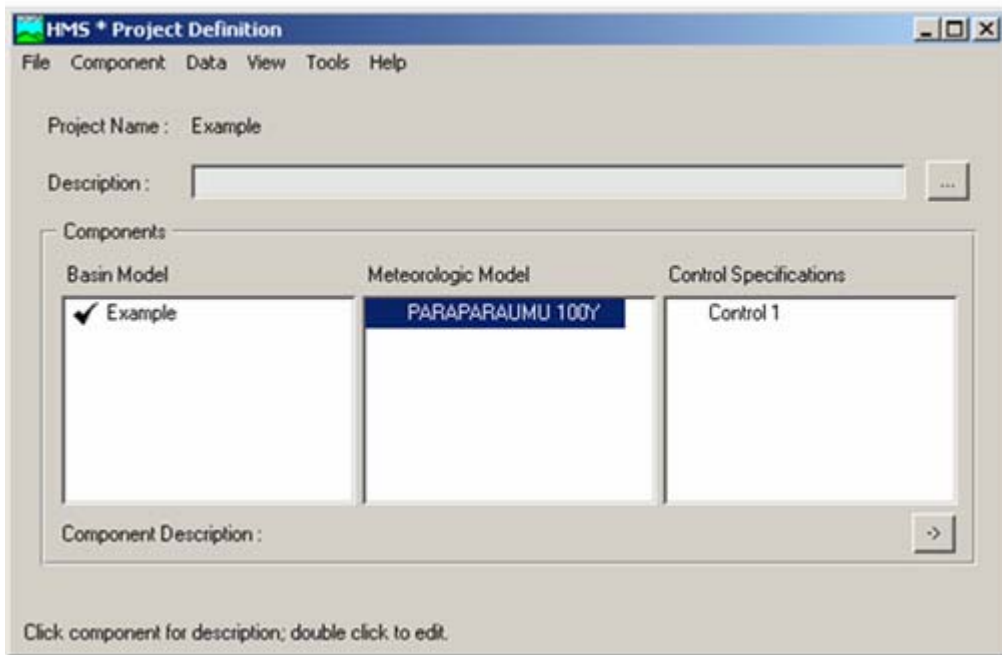 HMS * Project Definition
File Component Data View Tools Help
Project Name : Example
Description : ...
Components
Basin Model Meteorologic Model Control Specifications
Example PARAPARAUMU 100Y Control 1
Component Description : ->
Click component for description; double click to edit.